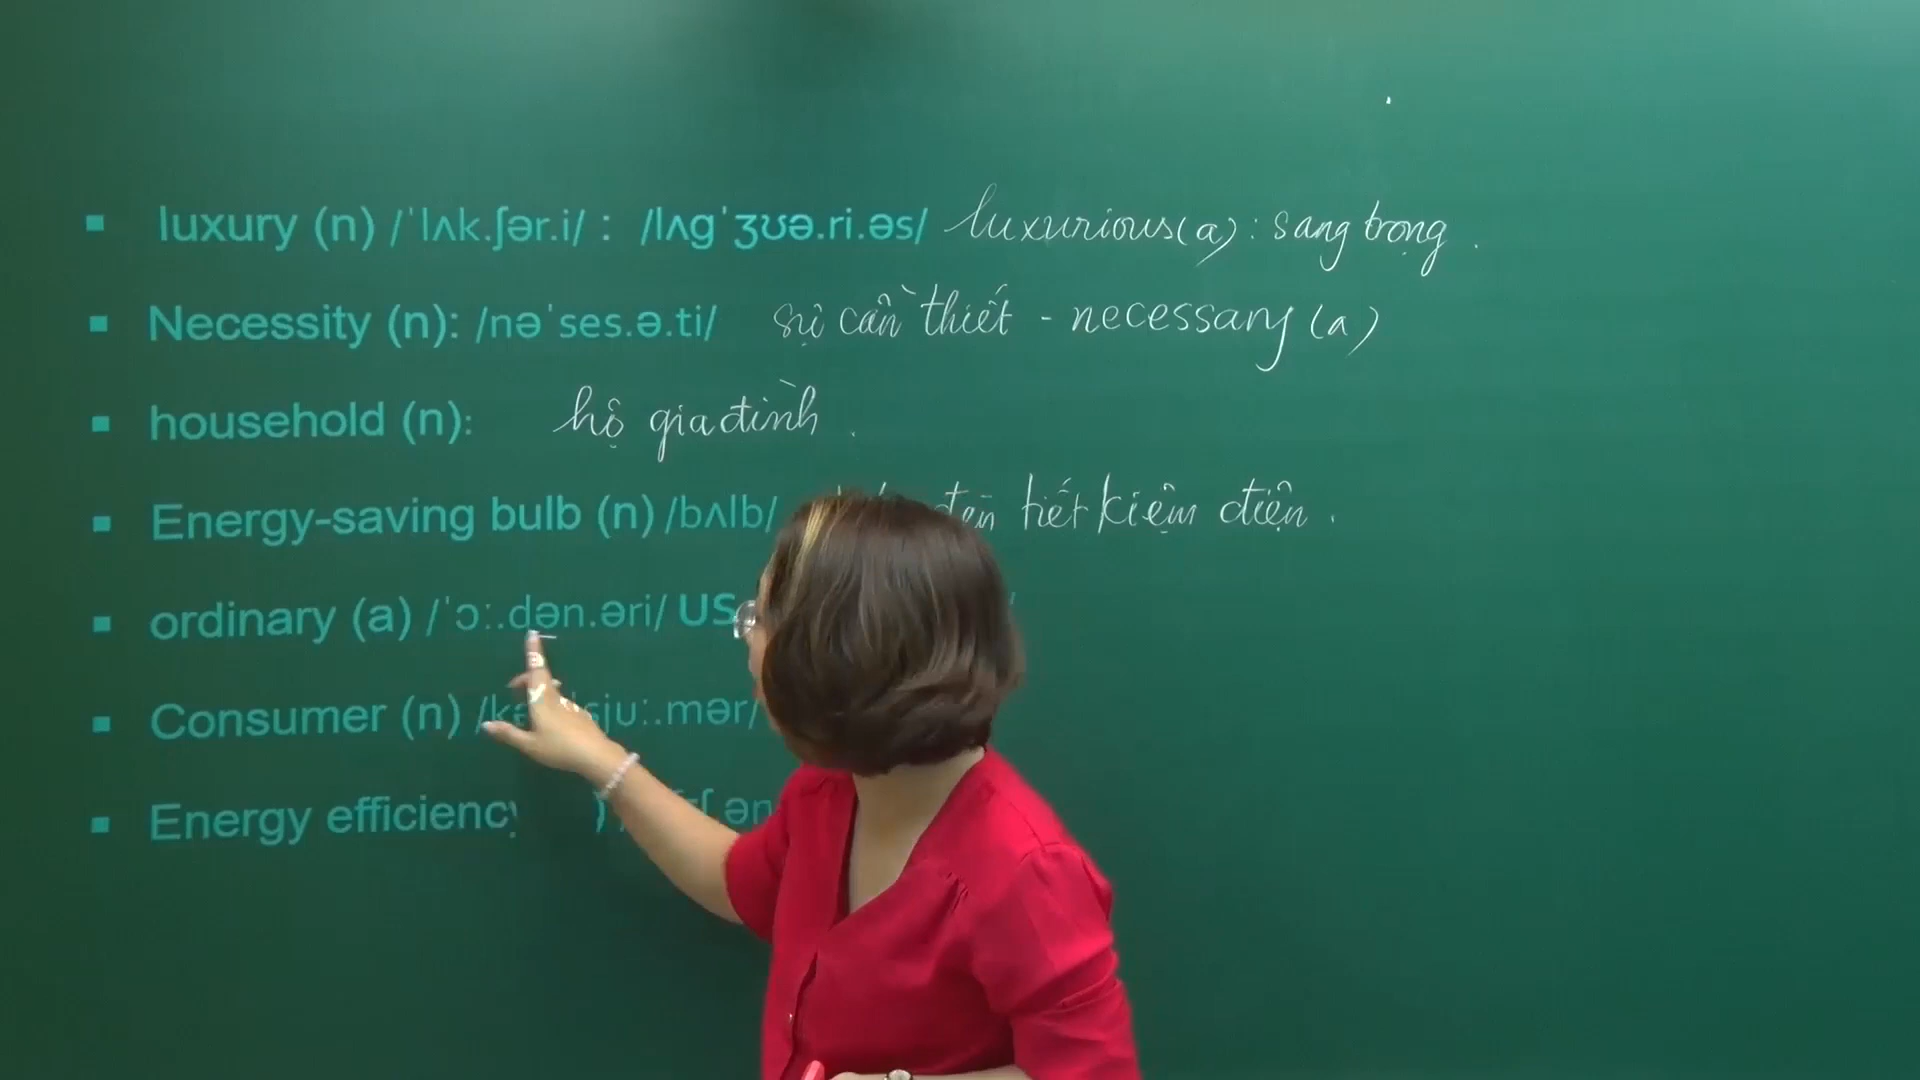 luxury (n) /ˈlʌk.ʃər.i/ : /lʌgˈʒʊə.ri.əs/ luxurious (a) : sang trọng .
Necessity (n): /nəˈses.ə.ti/ sự cần thiết - necessary (a)
household (n): hộ gia đình .
Energy-saving bulb (n) /bʌlb/ đèn tiết kiệm điện .
ordinary (a) /ˈɔː.dən.əri/ US
Consumer (n)
Energy efficiency